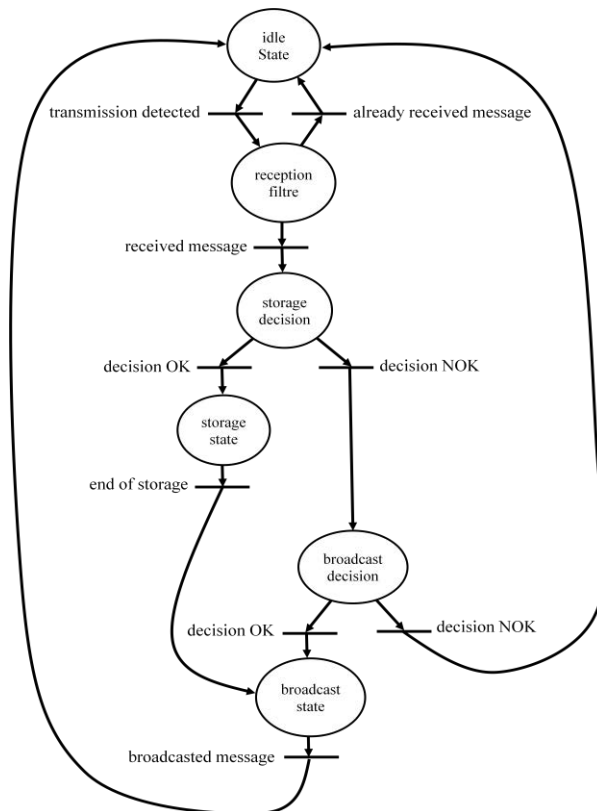 idle
State
transmission detected
already received message
reception
filtre
received message
storage
decision
decision OK
decision NOK
storage
state
end of storage
broadcast
decision
decision OK
decision NOK
broadcast
state
broadcasted message